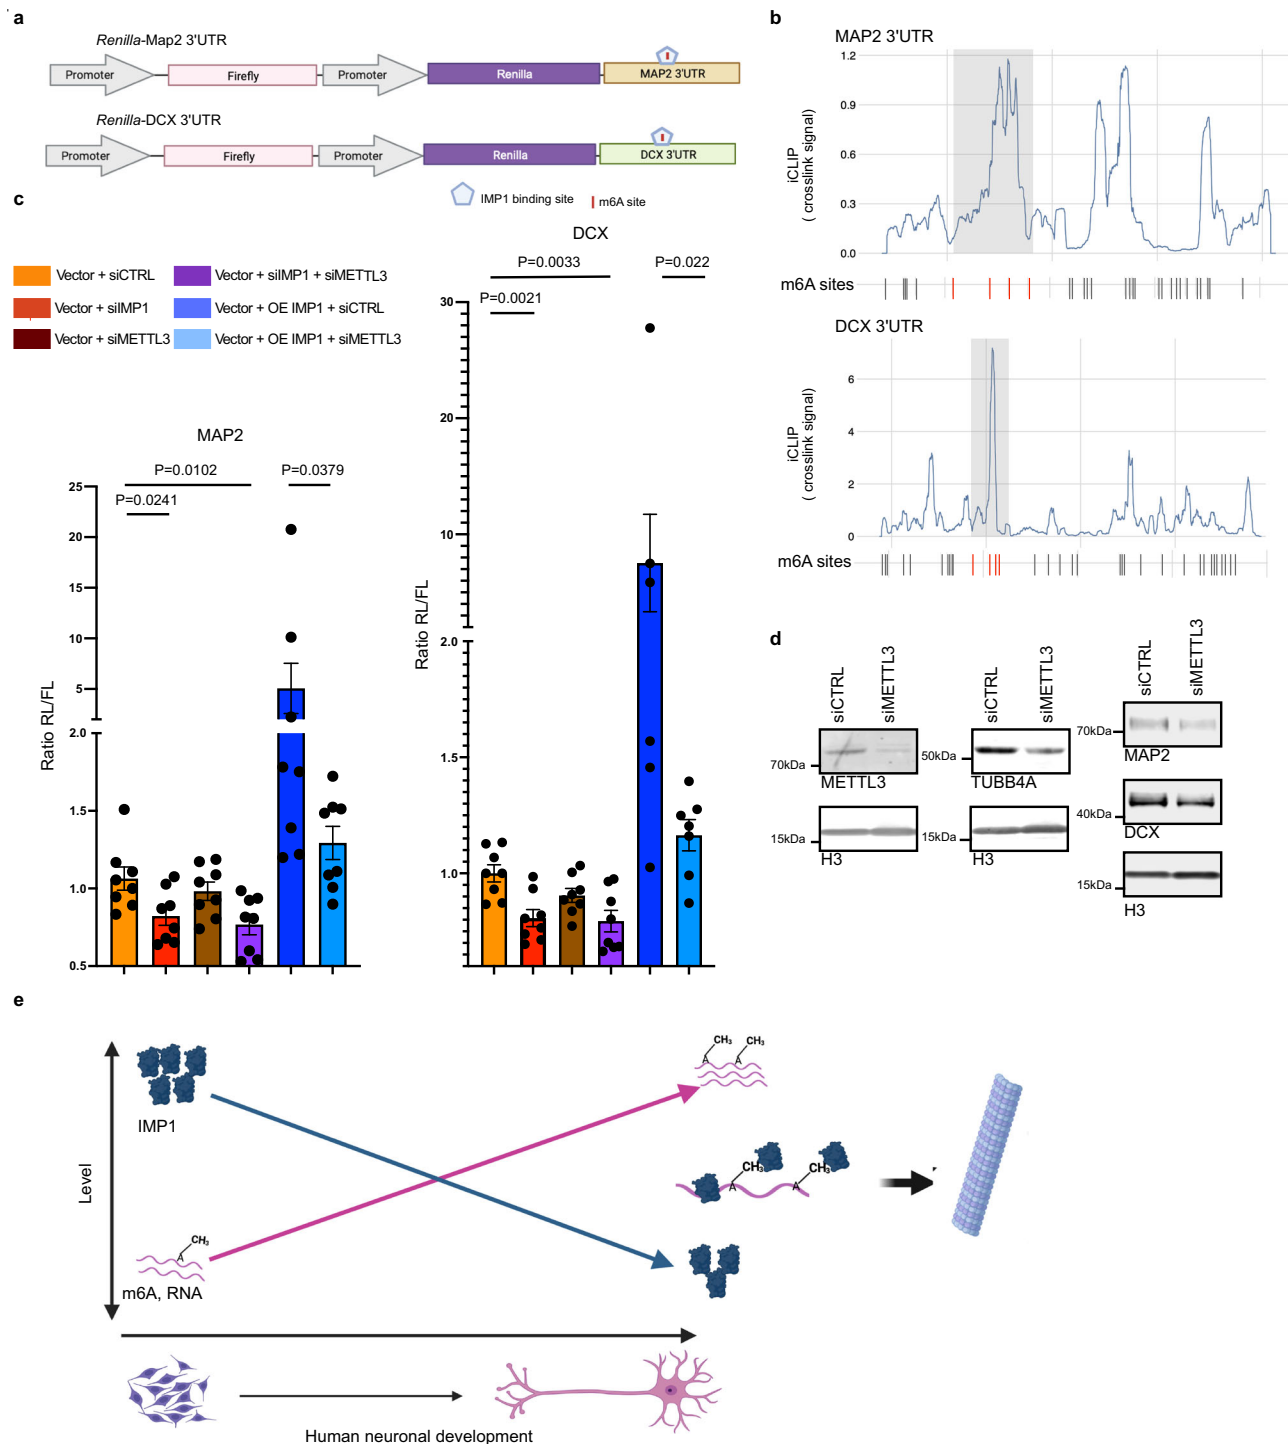 a
Renilla-Map2 3'UTR
Promoter
Firefly
Promoter
Renilla
MAP2 3'UTR
Renilla-DCX 3'UTR
Promoter
Firefly
Promoter
Renilla
DCX 3'UTR
IMP1 binding site
m6A site
b
MAP2 3'UTR
1.2
0.9
0.6
0.3
0.0
iCLIP
( crosslink signal)
m6A sites
DCX 3'UTR
6
4
2
0
iCLIP
( crosslink signal)
m6A sites
c
Vector + siCTRL
Vector + siIMP1
Vector + siMETTL3
Vector + siIMP1 + siMETTL3
Vector + OE IMP1 + siCTRL
Vector + OE IMP1 + siMETTL3
MAP2
P=0.0102
P=0.0379
P=0.0241
25
20
15
10
5
2.0
1.5
1.0
0.5
Ratio RL/FL
DCX
P=0.0033
P=0.022
P=0.0021
30
20
10
2.0
1.5
1.0
Ratio RL/FL
d
siCTRL
siMETTL3
70kDa
METTL3
15kDa
H3
siCTRL
siMETTL3
50kDa
TUBB4A
15kDa
H3
siCTRL
siMETTL3
70kDa
MAP2
40kDa
DCX
15kDa
H3
e
Level
IMP1
A
CH₃
m6A, RNA
A
CH₃
A
CH₃
CH₃
A
CH₃
A
Human neuronal development